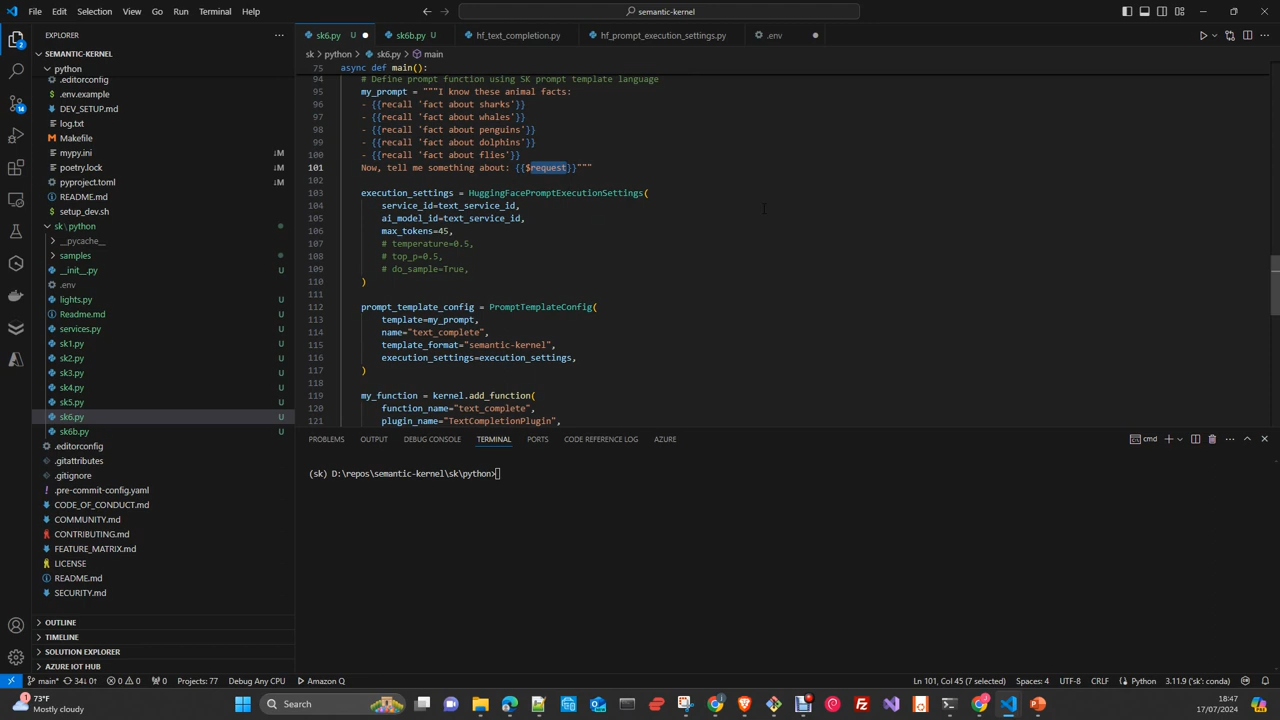 File Edit Selection View Go Run Terminal Help
semantic-kernel
EXPLORER
SEMANTIC-KERNEL
python
.editorconfig
.env.example
DEV_SETUP.md
log.txt
Makefile
mypy.ini ↓M
poetry.lock ↓M
pyproject.toml ↓M
README.md
setup_dev.sh
sk\python
__pycache__
samples
__init__.py U
.env
lights.py U
Readme.md U
services.py U
sk1.py U
sk2.py U
sk3.py U
sk4.py U
sk5.py U
sk6.py U
sk6b.py U
.editorconfig
.gitattributes
.gitignore
.pre-commit-config.yaml
CODE_OF_CONDUCT.md
COMMUNITY.md
CONTRIBUTING.md
FEATURE_MATRIX.md
LICENSE
README.md
SECURITY.md
OUTLINE
TIMELINE
SOLUTION EXPLORER
AZURE IOT HUB
14
sk6.py U
sk6b.py U
hf_text_completion.py
hf_prompt_execution_settings.py
.env
sk > python > sk6.py > main
75 async def main():
94 # Define prompt function using SK prompt template language
95 my_prompt = """I know these animal facts:
96 - {{recall 'fact about sharks'}}
97 - {{recall 'fact about whales'}}
98 - {{recall 'fact about penguins'}}
99 - {{recall 'fact about dolphins'}}
100 - {{recall 'fact about flies'}}
101 Now, tell me something about: {{$request}}"""
102
103 execution_settings = HuggingFacePromptExecutionSettings(
104 service_id=text_service_id,
105 ai_model_id=text_service_id,
106 max_tokens=45,
107 # temperature=0.5,
108 # top_p=0.5,
109 # do_sample=True,
110 )
111
112 prompt_template_config = PromptTemplateConfig(
113 template=my_prompt,
114 name="text_complete",
115 template_format="semantic-kernel",
116 execution_settings=execution_settings,
117 )
118
119 my_function = kernel.add_function(
120 function_name="text_complete",
121 plugin_name="TextCompletionPlugin",
PROBLEMS OUTPUT DEBUG CONSOLE TERMINAL PORTS CODE REFERENCE LOG AZURE
cmd
(sk) D:\repos\semantic-kernel\sk\python>
main* 34↓ 0↑ 0 0 0 Projects: 77 Debug Any CPU Amazon Q
Ln 101, Col 45 (7 selected) Spaces: 4 UTF-8 CRLF Python 3.11.9 ('sk': conda)
73°F
Mostly cloudy
Search
18:47
17/07/2024